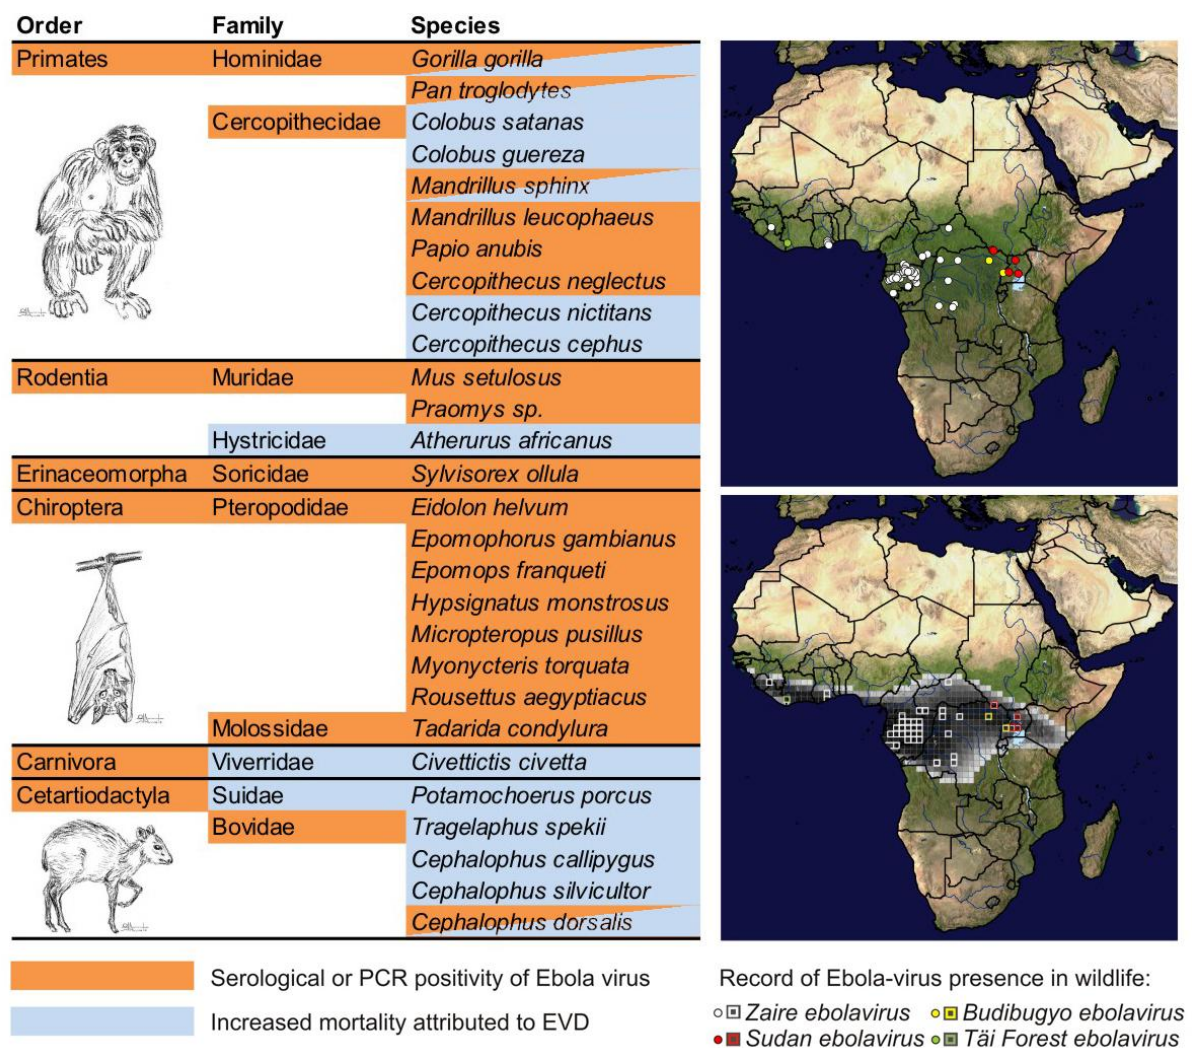 Order Family Species
Primates Hominidae Gorilla gorilla
Pan troglodytes
Cercopithecidae Colobus satanas
Colobus guereza
Mandrillus sphinx
Mandrillus leucophaeus
Papio anubis
Cercopithecus neglectus
Cercopithecus nictitans
Cercopithecus cephus
Rodentia Muridae Mus setulosus
Praomys sp.
Hystricidae Atherurus africanus
Erinaceomorpha Soricidae Sylvisorex ollula
Chiroptera Pteropodidae Eidolon helvum
Epomophorus gambianus
Epomops franqueti
Hypsignatus monstrosus
Micropteropus pusillus
Myonycteris torquata
Rousettus aegyptiacus
Molossidae Tadarida condylura
Carnivora Viverridae Civettictis civetta
Cetartiodactyla Suidae Potamochoerus porcus
Bovidae Tragelaphus spekii
Cephalophus callipygus
Cephalophus silvicultor
Cephalophus dorsalis
Serological or PCR positivity of Ebola virus
Increased mortality attributed to EVD
Record of Ebola-virus presence in wildlife:
Zaire ebolavirus Budibugyo ebolavirus
Sudan ebolavirus Täi Forest ebolavirus